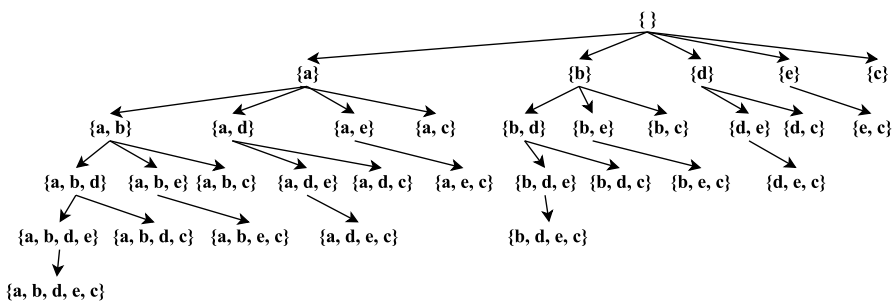 { }
{a} {b} {d} {e} {c}
{a, b} {a, d} {a, e} {a, c} {b, d} {b, e} {b, c} {d, e} {d, c} {e, c}
{a, b, d} {a, b, e} {a, b, c} {a, d, e} {a, d, c} {a, e, c} {b, d, e} {b, d, c} {b, e, c} {d, e, c}
{a, b, d, e} {a, b, d, c} {a, b, e, c} {a, d, e, c} {b, d, e, c}
{a, b, d, e, c}